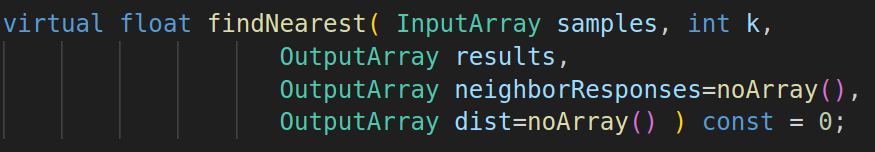 virtual float findNearest( InputArray samples, int k,
OutputArray results,
OutputArray neighborResponses=noArray(),
OutputArray dist=noArray() ) const = 0;